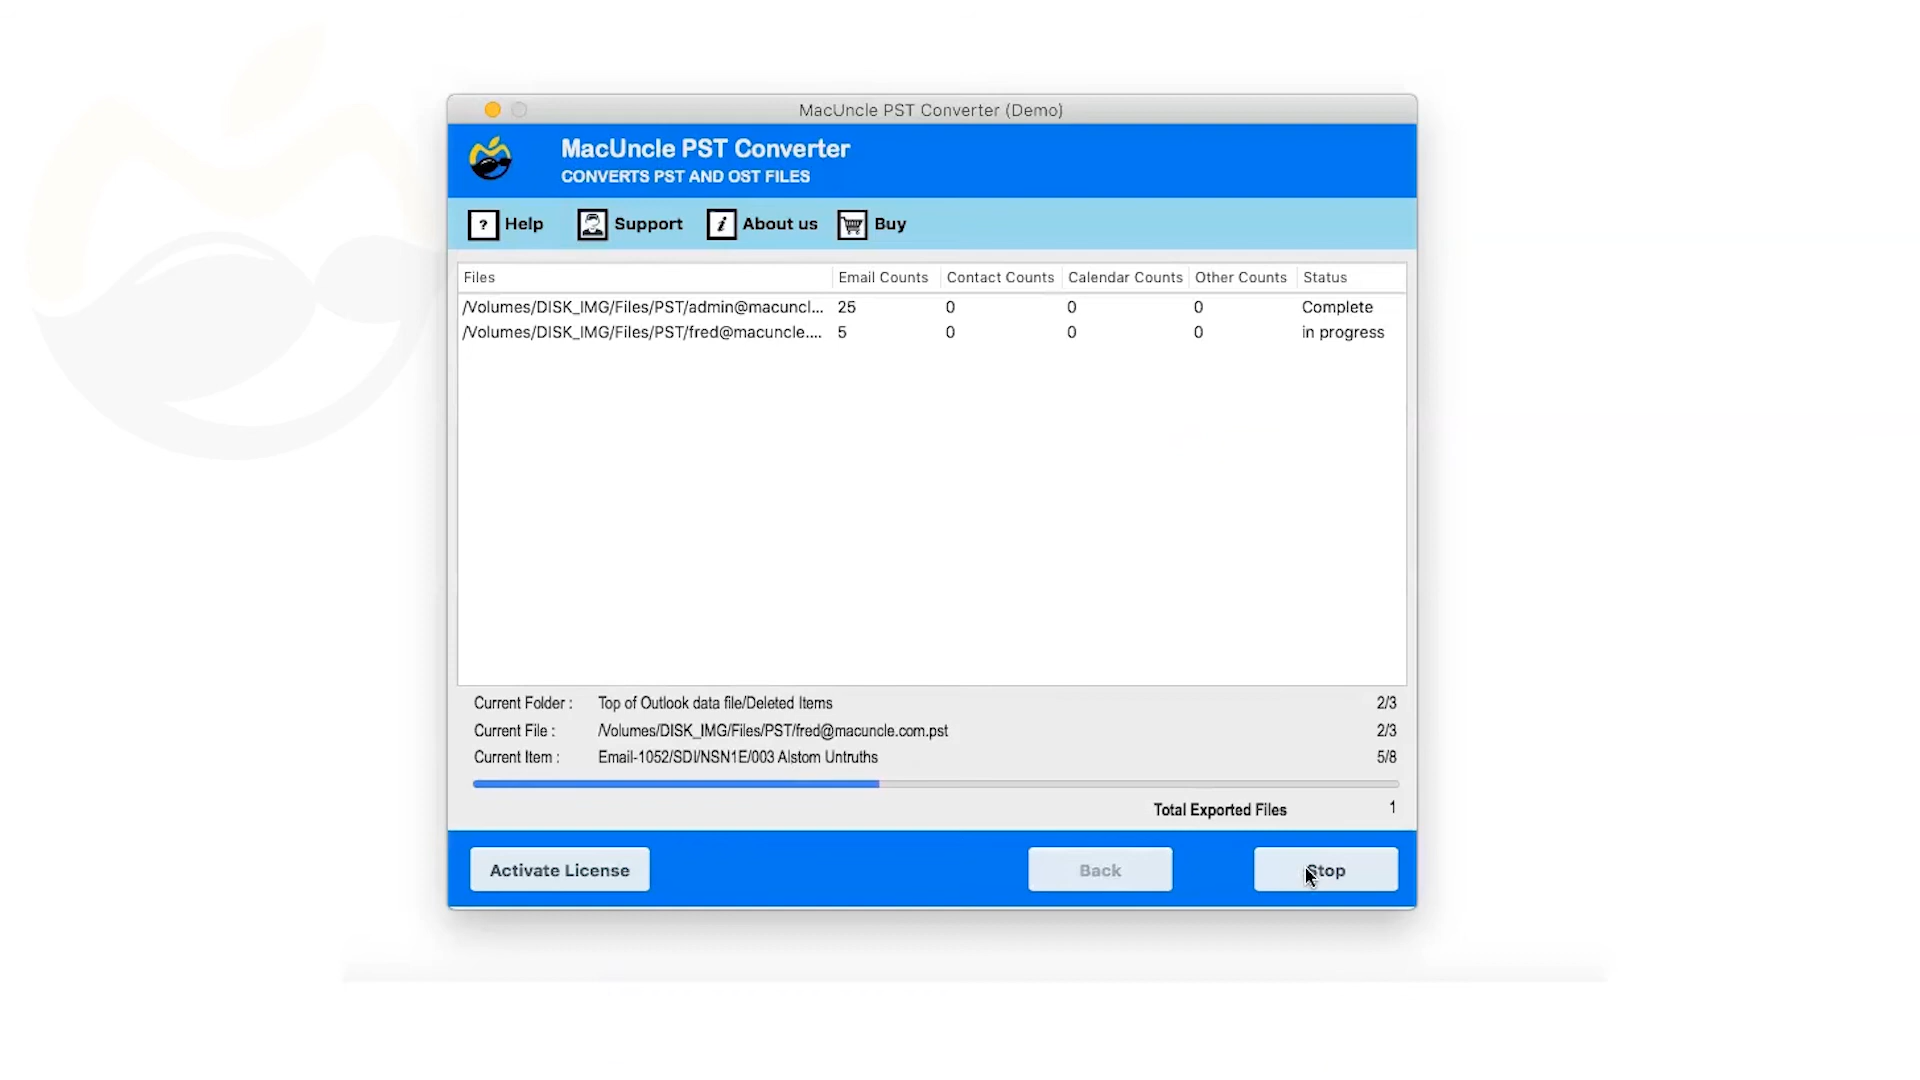 MacUncle PST Converter (Demo)
MacUncle PST Converter
CONVERTS PST AND OST FILES
? Help Support i About us Buy
Files Email Counts Contact Counts Calendar Counts Other Counts Status
/Volumes/DISK_IMG/Files/PST/admin@macuncl... 25 0 0 0 Complete
/Volumes/DISK_IMG/Files/PST/fred@macuncle.... 5 0 0 0 in progress
Current Folder : Top of Outlook data file/Deleted Items 2/3
Current File : /Volumes/DISK_IMG/Files/PST/fred@macuncle.com.pst 2/3
Current Item : Email-1052/SDI/NSN1E/003 Alstom Untruths 5/8
Total Exported Files 1
Activate License Back Stop